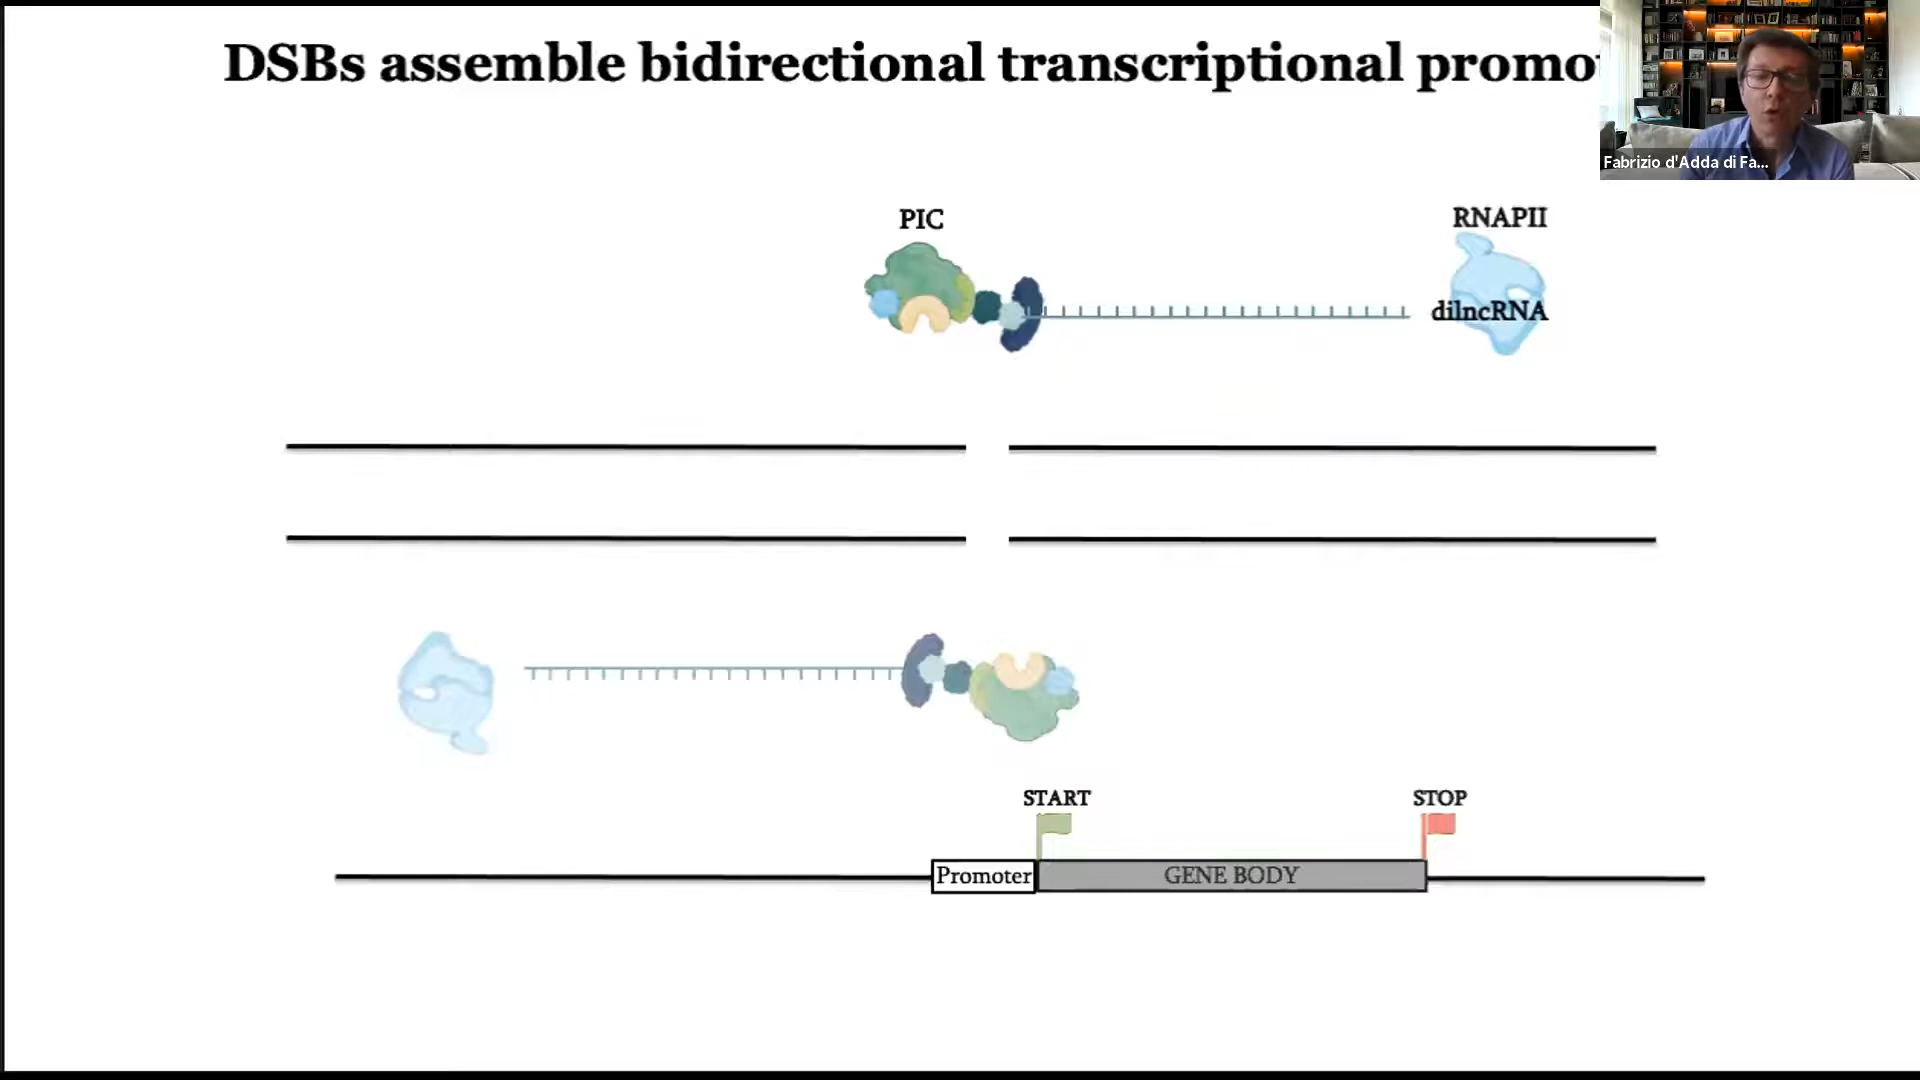 DSBs assemble bidirectional transcriptional promo
Fabrizio d'Adda di Fa...
PIC
RNAPII
dilncRNA
START
STOP
Promoter
GENE BODY